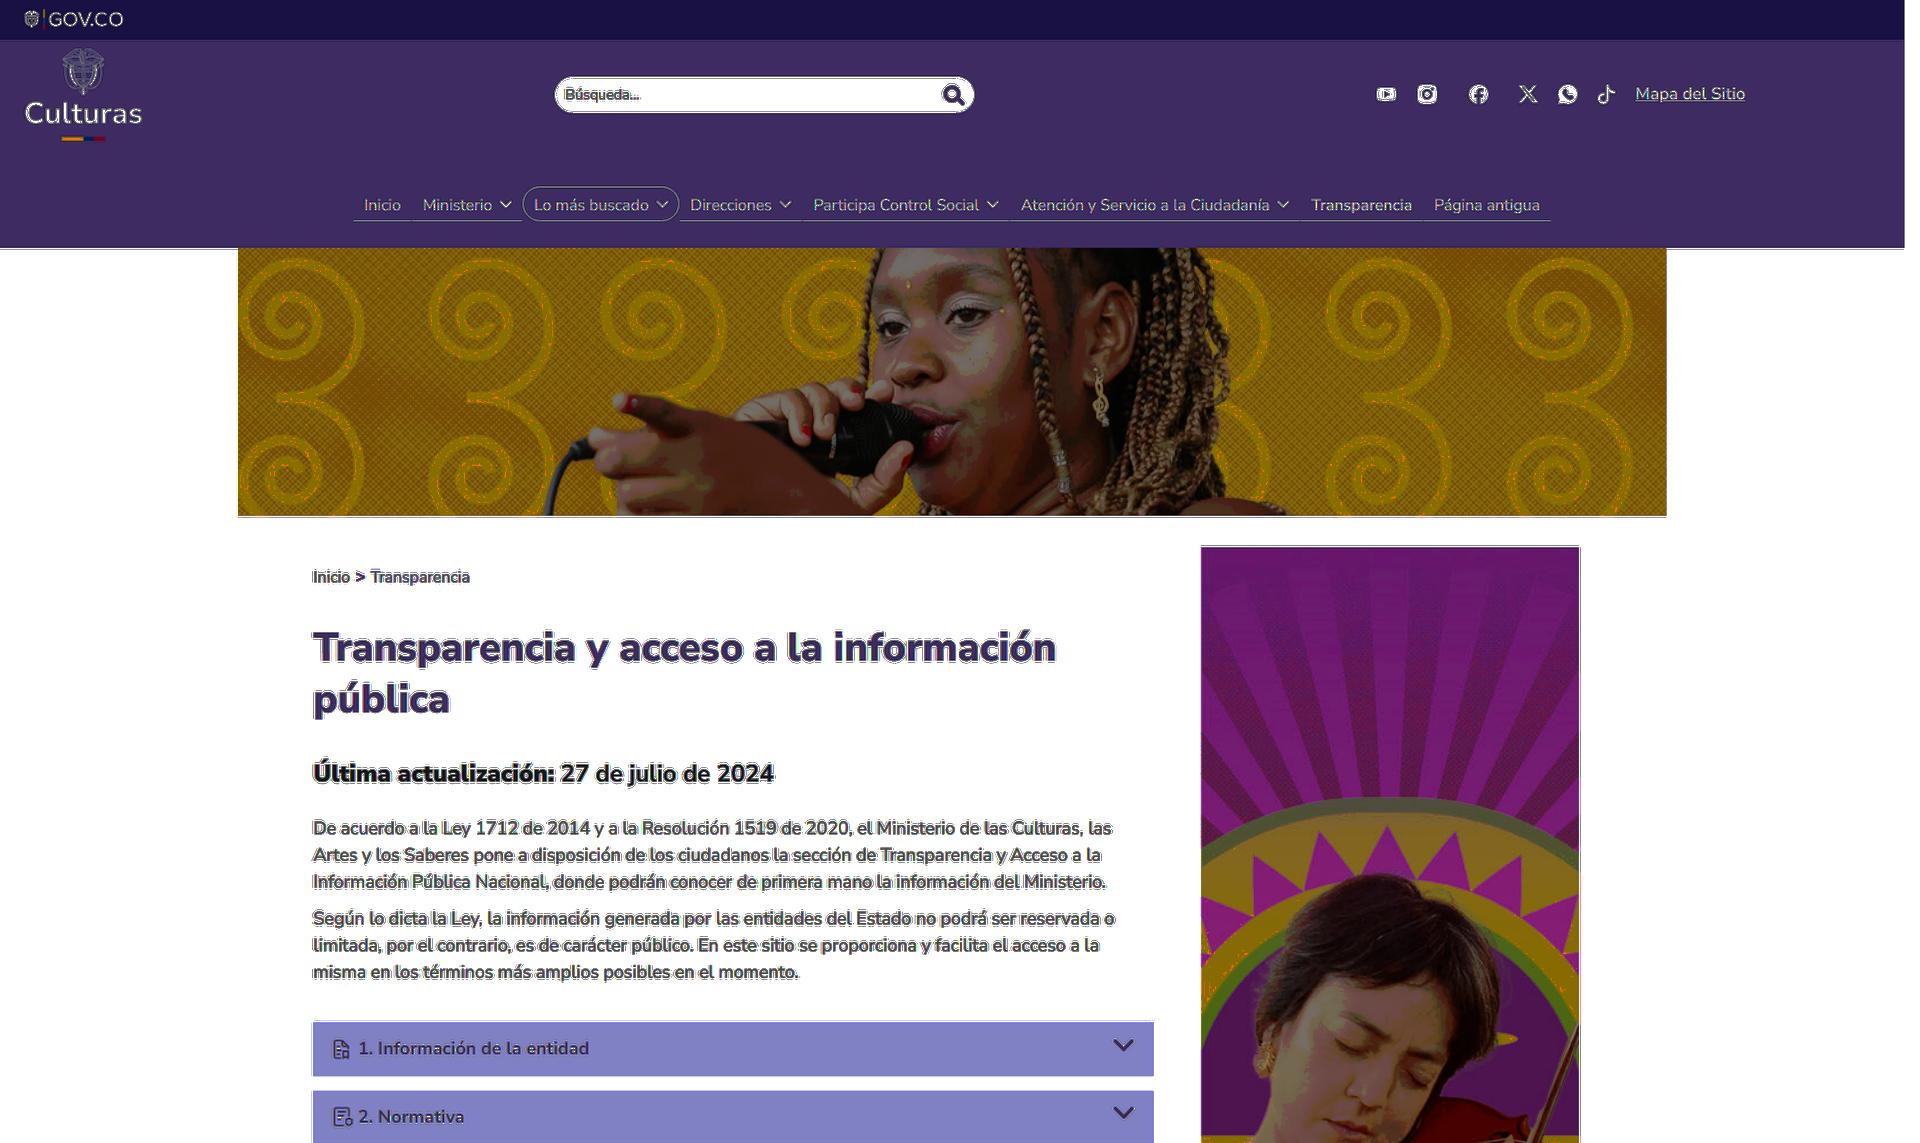 GOV.CO
Culturas
Búsqueda...
Mapa del Sitio
Inicio Ministerio Lo más buscado Direcciones Participa Control Social Atención y Servicio a la Ciudadanía Transparencia Página antigua
Inicio > Transparencia
Transparencia y acceso a la información
pública
Última actualización: 27 de julio de 2024
De acuerdo a la Ley 1712 de 2014 y a la Resolución 1519 de 2020, el Ministerio de las Culturas, las
Artes y los Saberes pone a disposición de los ciudadanos la sección de Transparencia y Acceso a la
Información Pública Nacional, donde podrán conocer de primera mano la información del Ministerio.
Según lo dicta la Ley, la información generada por las entidades del Estado no podrá ser reservada o
limitada, por el contrario, es de carácter público. En este sitio se proporciona y facilita el acceso a la
misma en los términos más amplios posibles en el momento.
1. Información de la entidad
2. Normativa